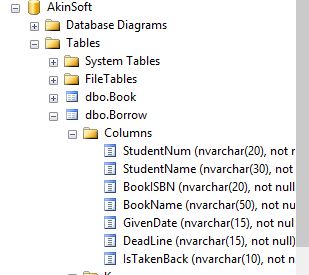 AkinSoft
Database Diagrams
Tables
System Tables
FileTables
dbo.Book
dbo.Borrow
Columns
StudentNum (nvarchar(20), not n
StudentName (nvarchar(30), not
BookISBN (nvarchar(20), not null)
BookName (nvarchar(50), not nu
GivenDate (nvarchar(15), not nul
DeadLine (nvarchar(15), not null)
IsTakenBack (nvarchar(10), not n